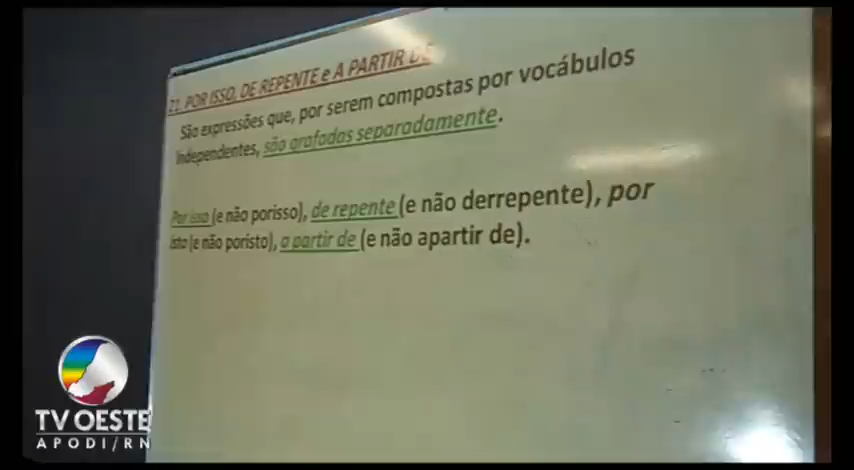 21. POR ISSO, DE REPENTE e A PARTIR DE
São expressões que, por serem compostas por vocábulos
independentes, são grafadas separadamente.
Por isso (e não porisso), de repente (e não derrepente), por
isto (e não poristo), a partir de (e não apartir de).
TV OESTE
APODI/RN